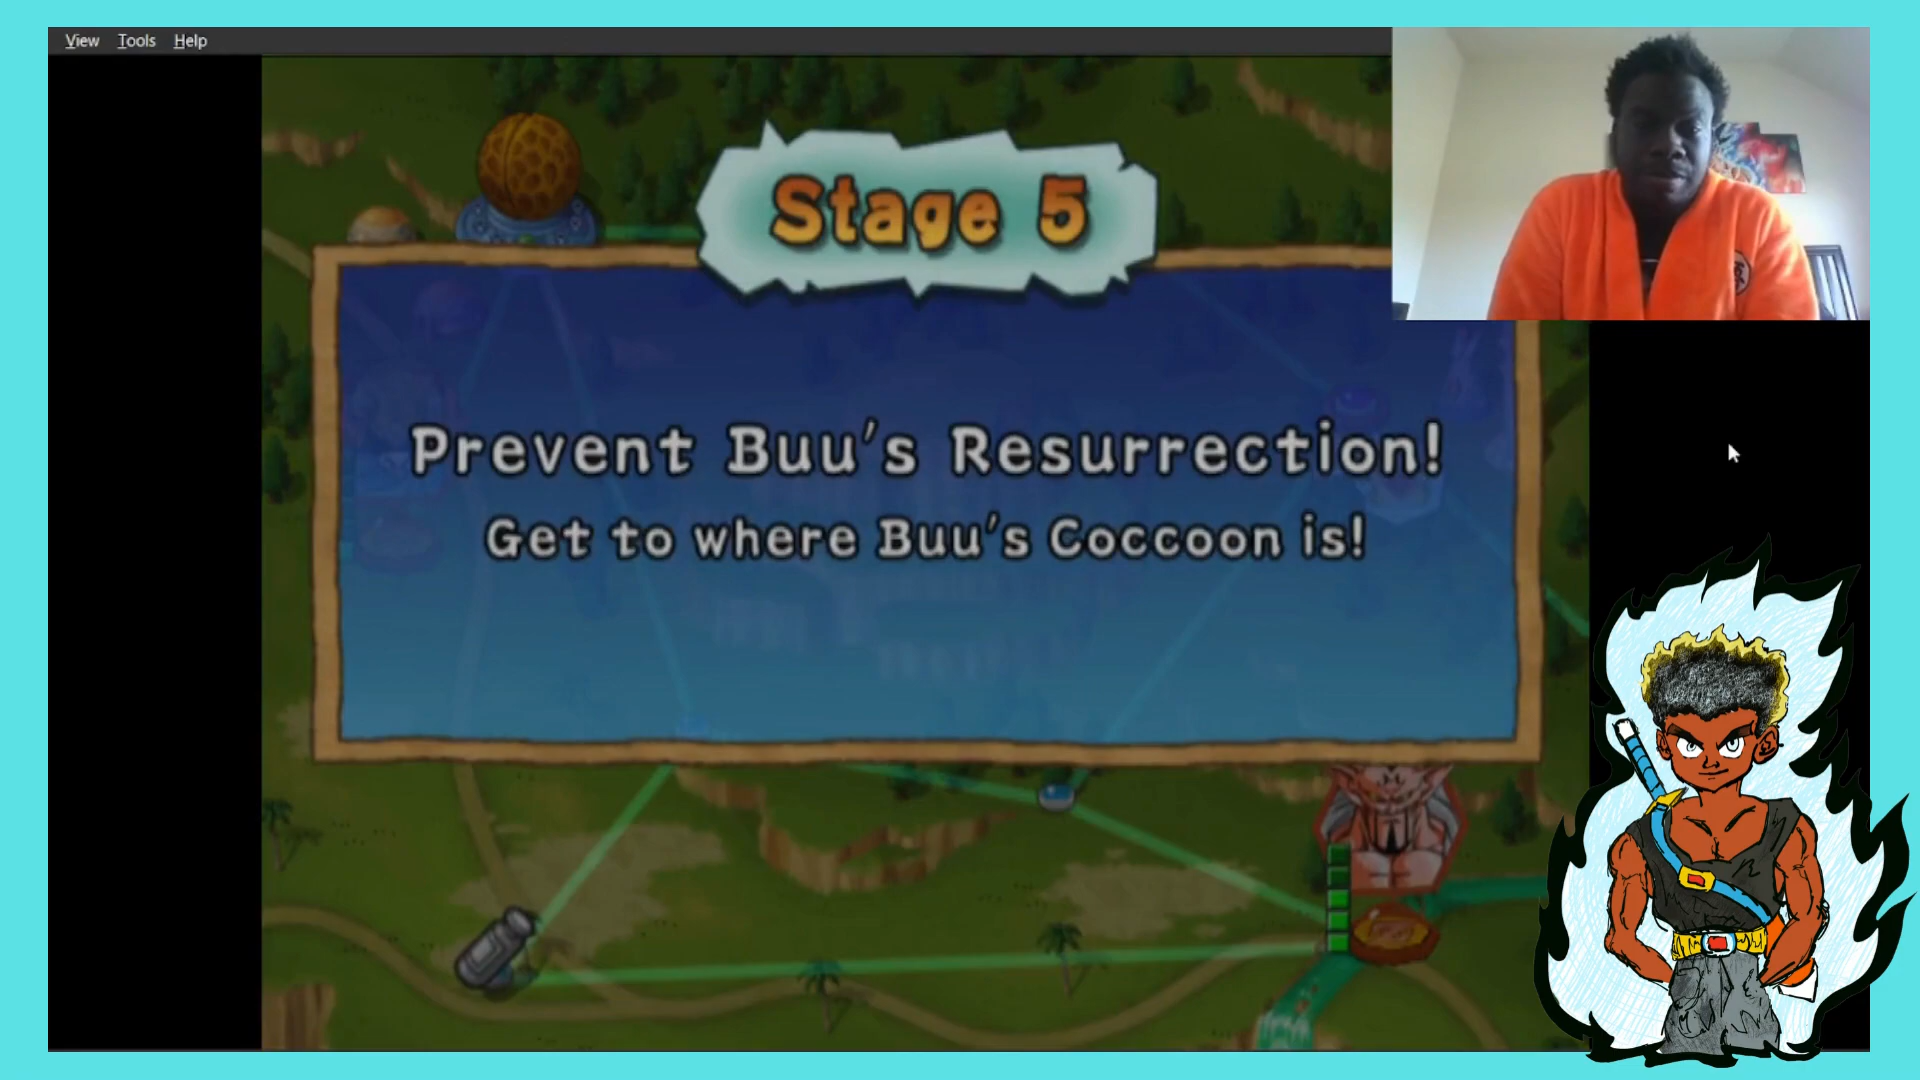 View Tools Help
Stage 5
Prevent Buu's Resurrection!
Get to where Buu's Coccoon is!